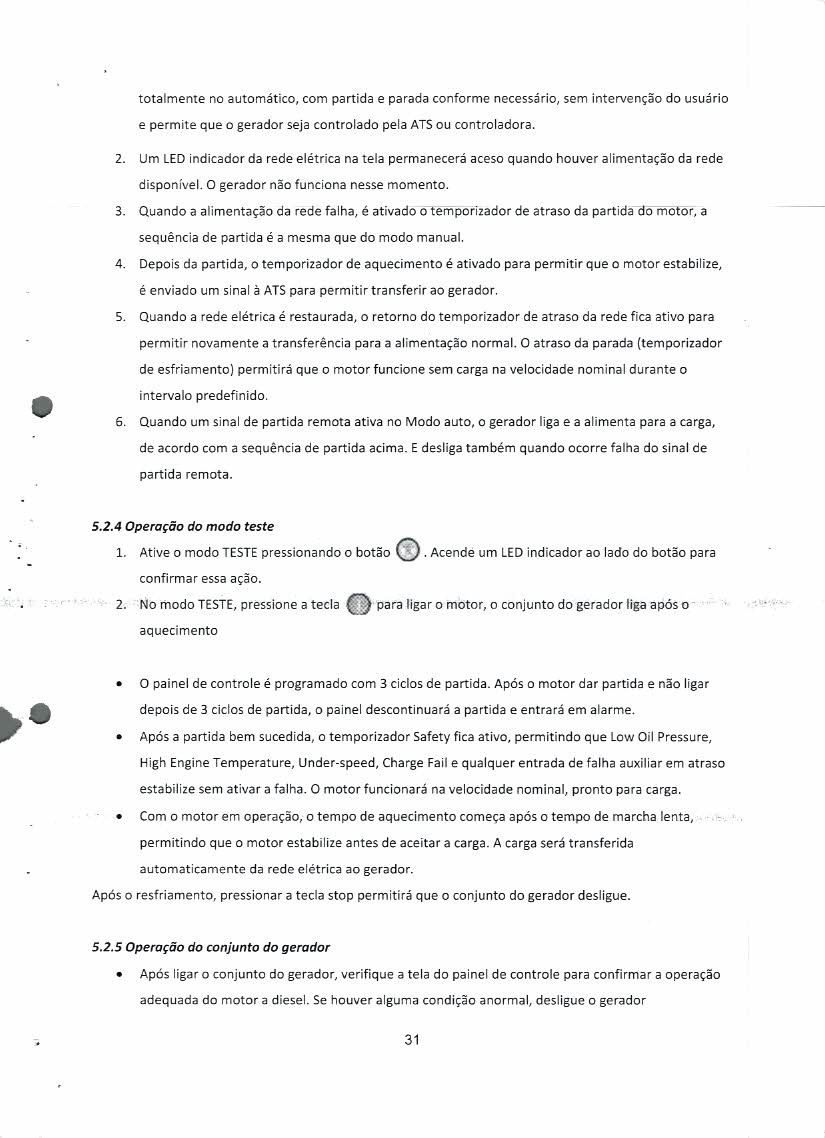 totalmente no automático, com partida e parada conforme necessário, sem intervenção do usuário
e permite que o gerador seja controlado pela ATS ou controladora.
2. Um LED indicador da rede elétrica na tela permanecerá aceso quando houver alimentação da rede
disponível. O gerador não funciona nesse momento.
3. Quando a alimentação da rede falha, é ativado o temporizador de atraso da partida do motor, a
sequência de partida é a mesma que do modo manual.
4. Depois da partida, o temporizador de aquecimento é ativado para permitir que o motor estabilize,
é enviado um sinal à ATS para permitir transferir ao gerador.
5. Quando a rede elétrica é restaurada, o retorno do temporizador de atraso da rede fica ativo para
permitir novamente a transferência para a alimentação normal. O atraso da parada (temporizador
de esfriamento) permitirá que o motor funcione sem carga na velocidade nominal durante o
intervalo predefinido.
6. Quando um sinal de partida remota ativa no Modo auto, o gerador liga e a alimenta para a carga,
de acordo com a sequência de partida acima. E desliga também quando ocorre falha do sinal de
partida remota.
5.2.4 Operação do modo teste
1. Ative o modo TESTE pressionando o botão . Acende um LED indicador ao lado do botão para
confirmar essa ação.
2. No modo TESTE, pressione a tecla para ligar o motor, o conjunto do gerador liga após o
aquecimento
• O painel de controle é programado com 3 ciclos de partida. Após o motor dar partida e não ligar
depois de 3 ciclos de partida, o painel descontinuará a partida e entrará em alarme.
• Após a partida bem sucedida, o temporizador Safety fica ativo, permitindo que Low Oil Pressure,
High Engine Temperature, Under-speed, Charge Fail e qualquer entrada de falha auxiliar em atraso
estabilize sem ativar a falha. O motor funcionará na velocidade nominal, pronto para carga.
• Com o motor em operação, o tempo de aquecimento começa após o tempo de marcha lenta,
permitindo que o motor estabilize antes de aceitar a carga. A carga será transferida
automaticamente da rede elétrica ao gerador.
Após o resfriamento, pressionar a tecla stop permitirá que o conjunto do gerador desligue.
5.2.5 Operação do conjunto do gerador
• Após ligar o conjunto do gerador, verifique a tela do painel de controle para confirmar a operação
adequada do motor a diesel. Se houver alguma condição anormal, desligue o gerador
31